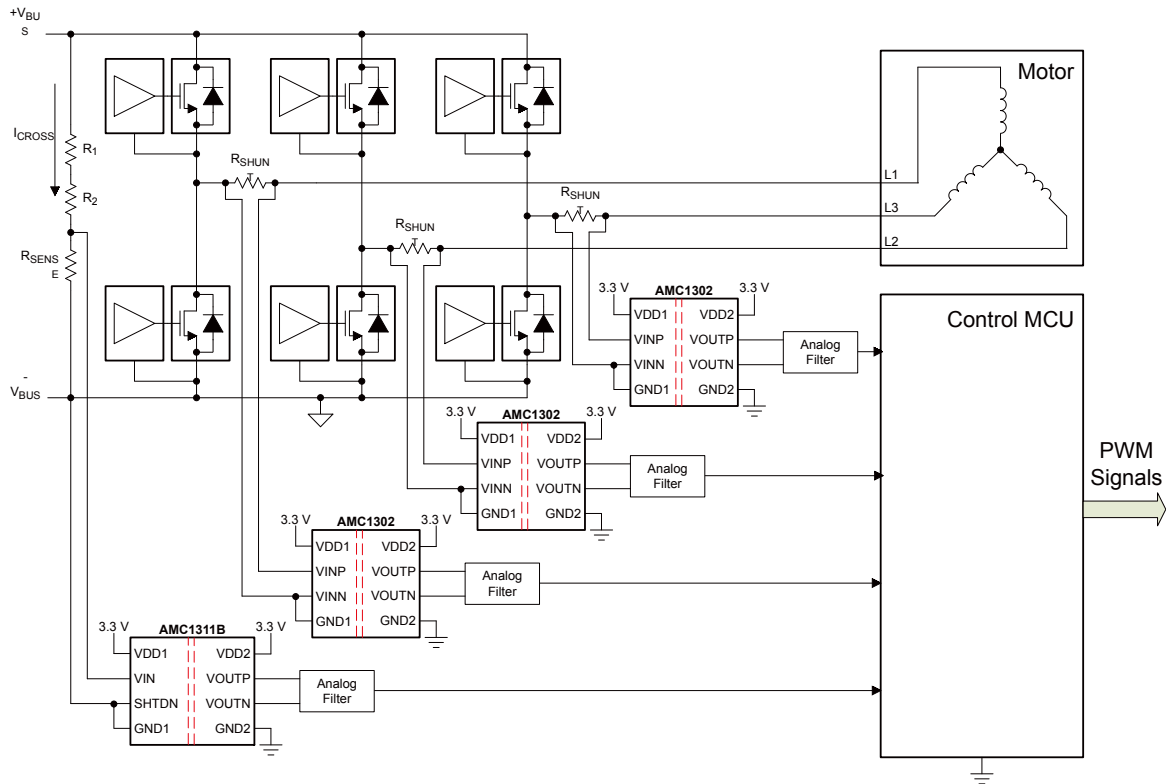 +VBU
S
ICROSS
R1
R2
RSENS
E
-
VBUS
RSHUN
T
RSHUN
T
RSHUN
T
Motor
L1
L3
L2
AMC1302
3.3 V
3.3 V
VDD1
VDD2
VINP
VOUTP
VINN
VOUTN
GND1
GND2
Analog
Filter
Control MCU
PWM
Signals
AMC1302
3.3 V
3.3 V
VDD1
VDD2
VINP
VOUTP
VINN
VOUTN
GND1
GND2
Analog
Filter
AMC1302
3.3 V
3.3 V
VDD1
VDD2
VINP
VOUTP
VINN
VOUTN
GND1
GND2
Analog
Filter
AMC1311B
3.3 V
3.3 V
VDD1
VDD2
VIN
VOUTP
SHTDN
VOUTN
GND1
GND2
Analog
Filter